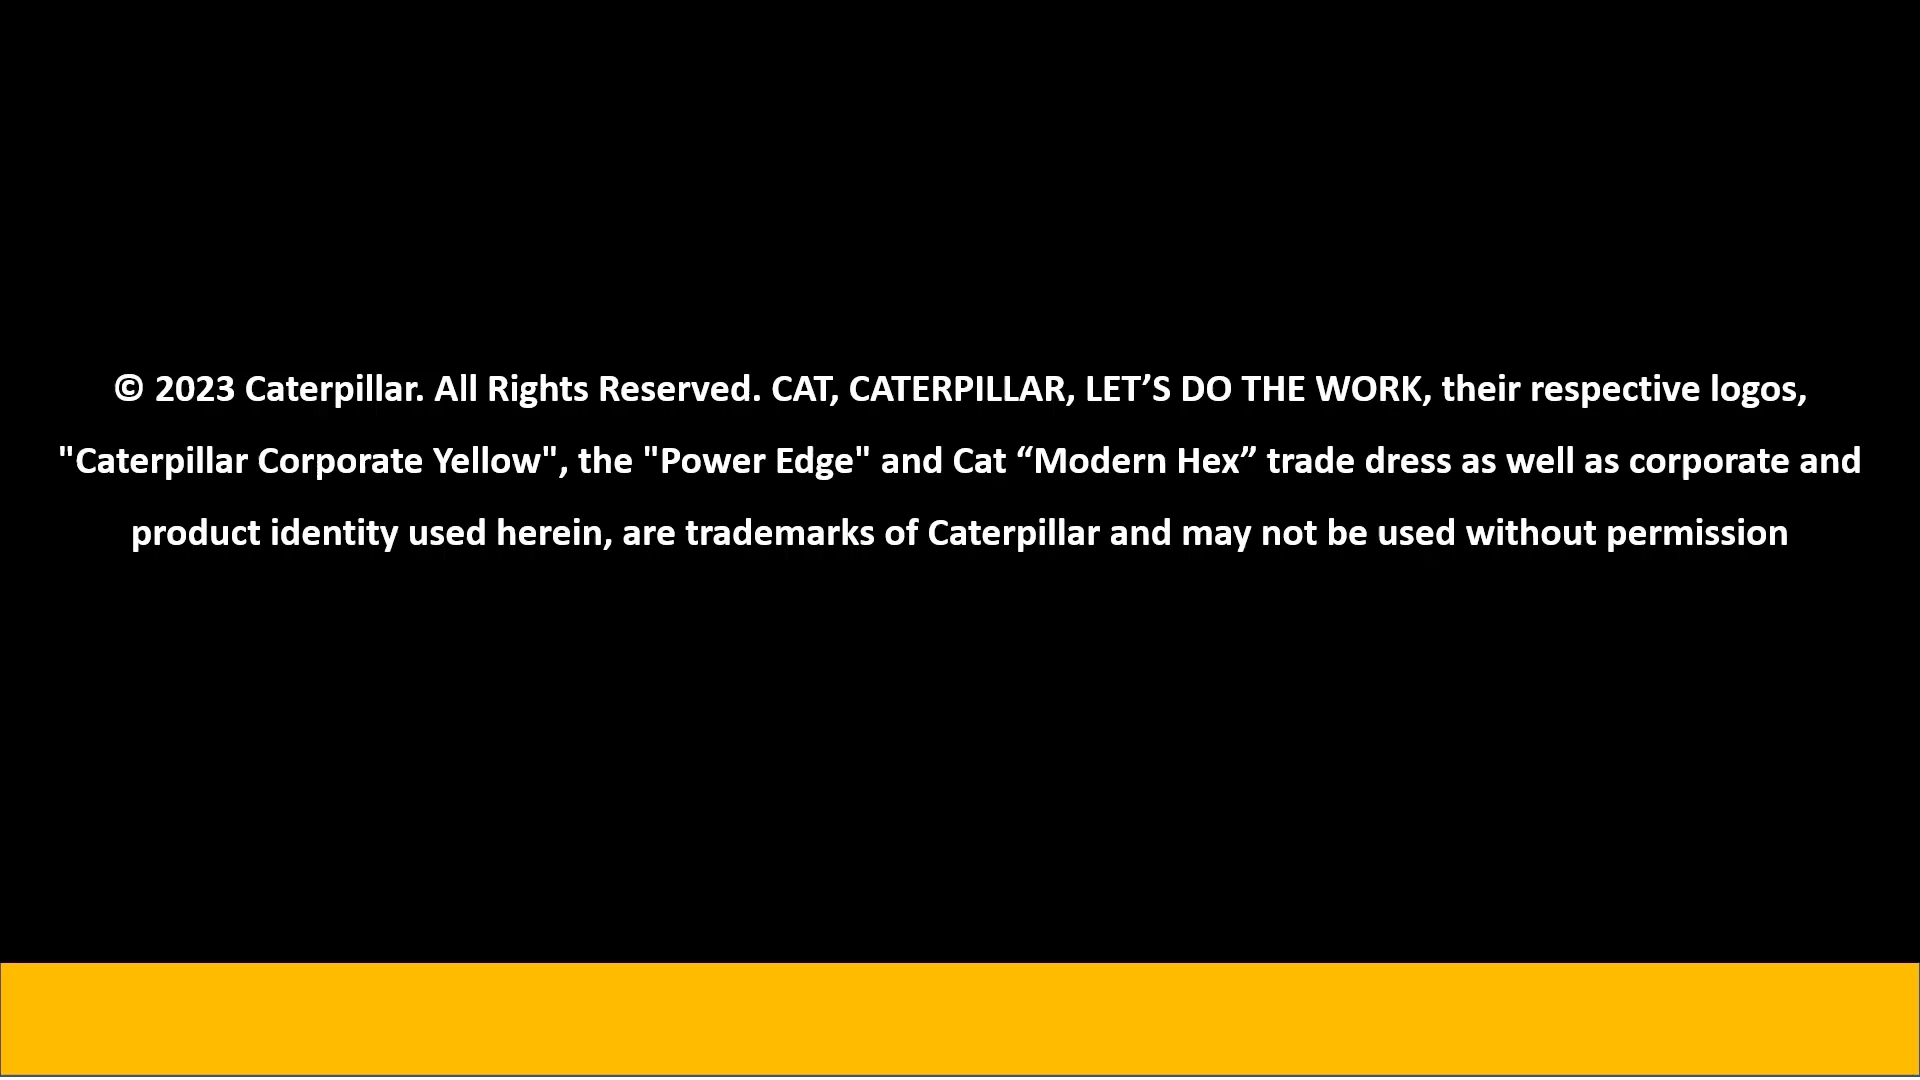 © 2023 Caterpillar. All Rights Reserved. CAT, CATERPILLAR, LET’S DO THE WORK, their respective logos,
"Caterpillar Corporate Yellow", the "Power Edge" and Cat “Modern Hex” trade dress as well as corporate and
product identity used herein, are trademarks of Caterpillar and may not be used without permission